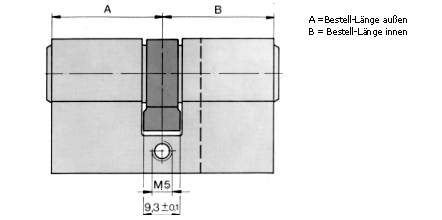 A B
A =Bestell-Länge außen
B = Bestell-Länge innen
M5
9,3 ±0,1